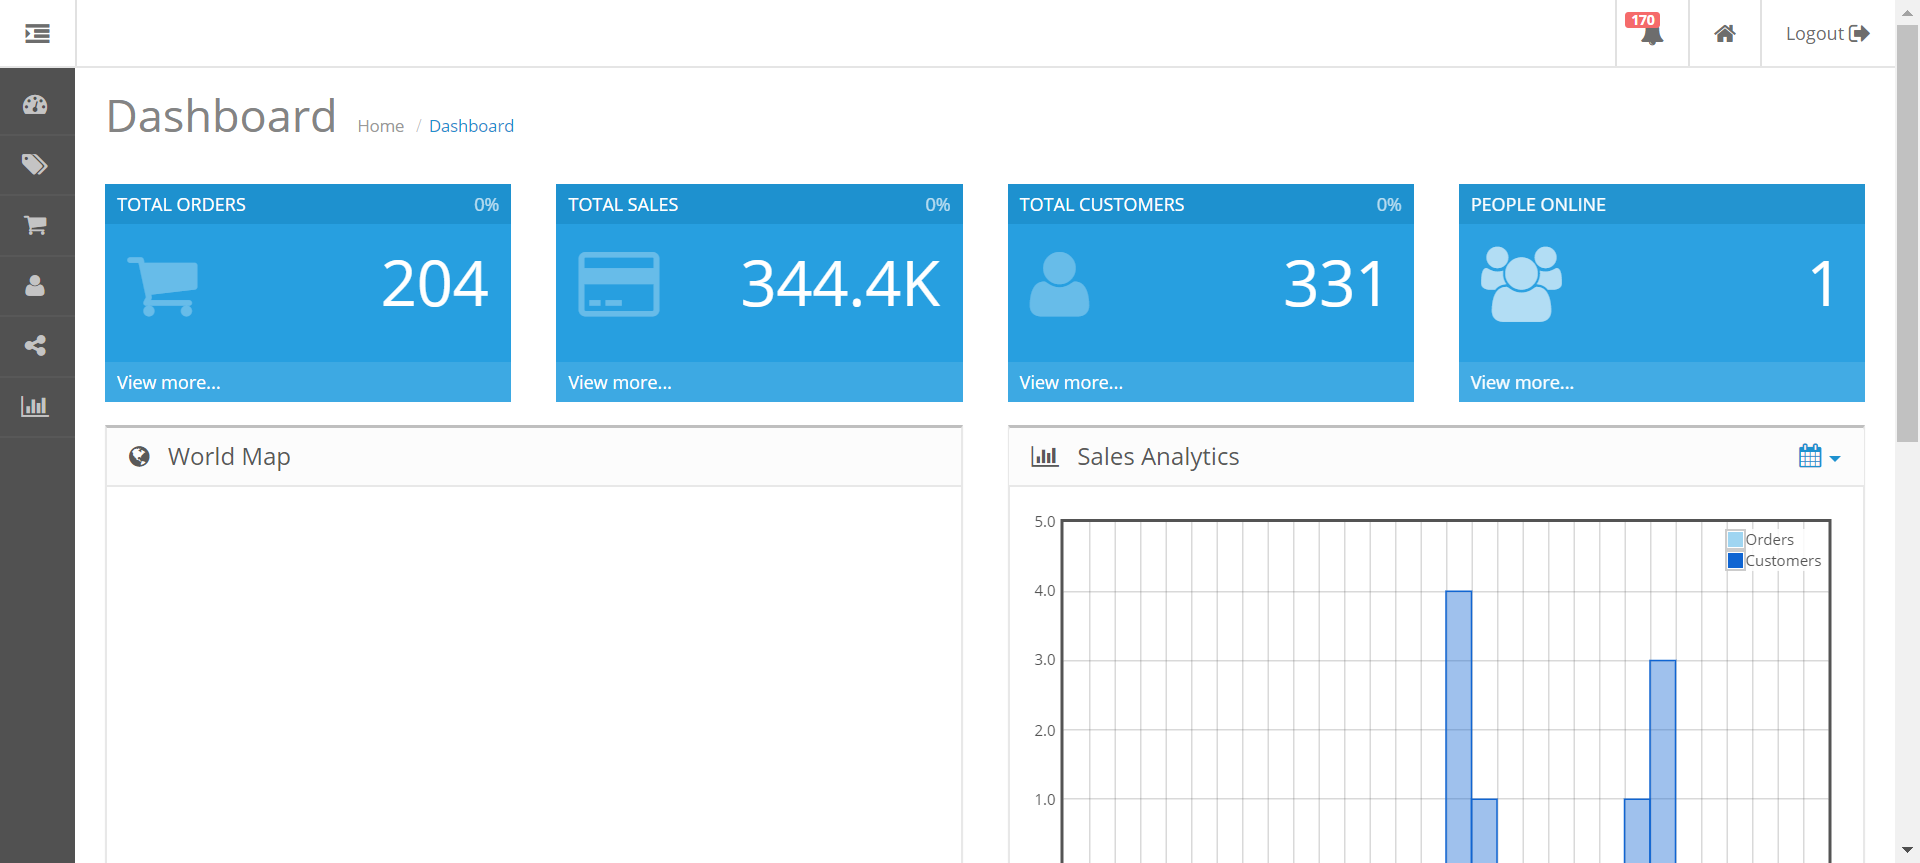 170
Logout
Dashboard
Home / Dashboard
TOTAL ORDERS 0%
204
View more...
TOTAL SALES 0%
344.4K
View more...
TOTAL CUSTOMERS 0%
331
View more...
PEOPLE ONLINE
1
View more...
World Map
Sales Analytics
5.0
4.0
3.0
2.0
1.0
Orders
Customers